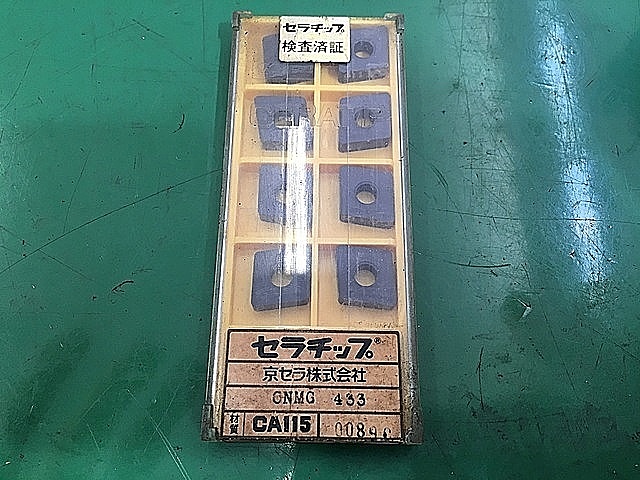 セラチップ
検査済証
CERATIP
セラチップ®
京セラ株式会社
CNMG 433
材質 CA115